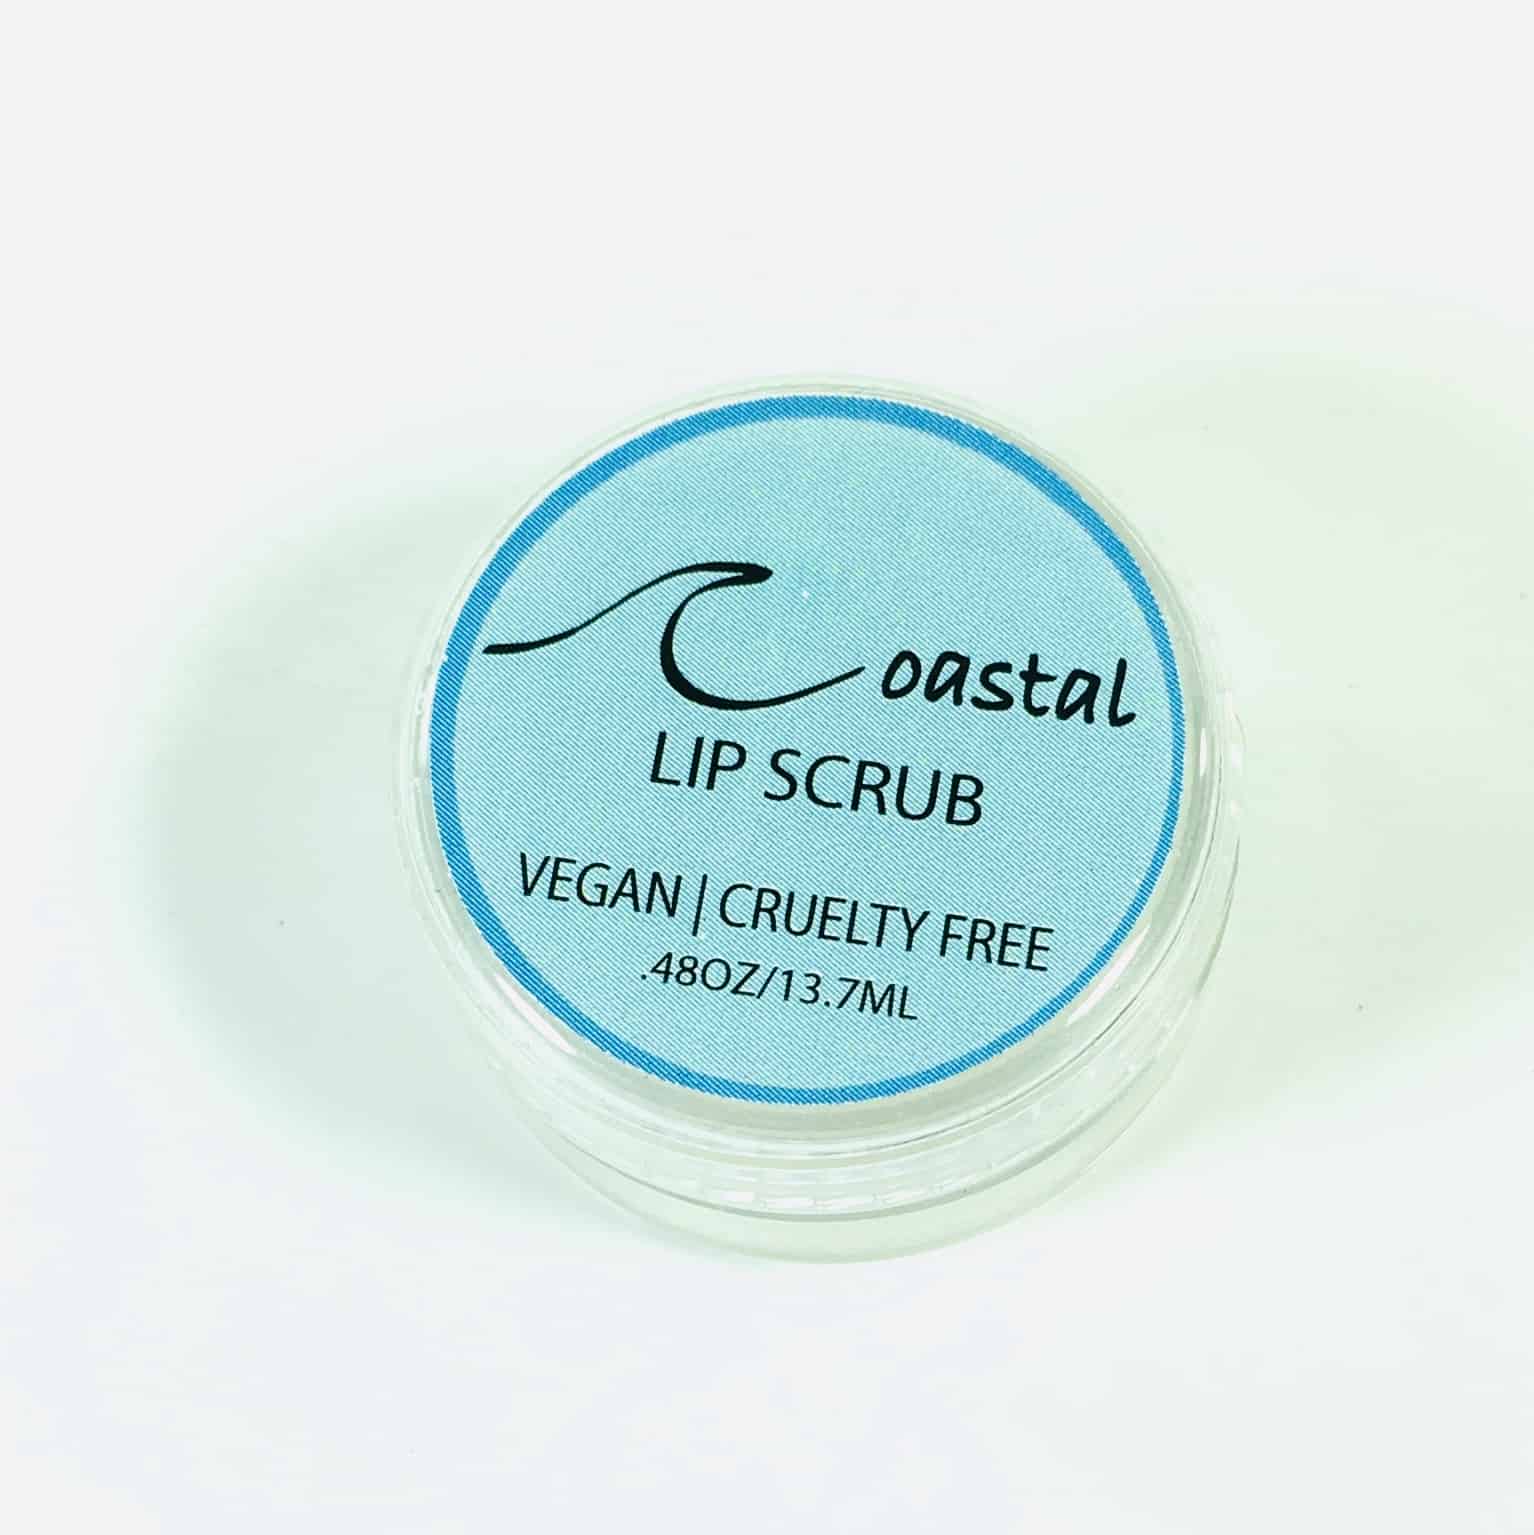 Coastal
LIP SCRUB
VEGAN | CRUELTY FREE
.48OZ/13.7ML